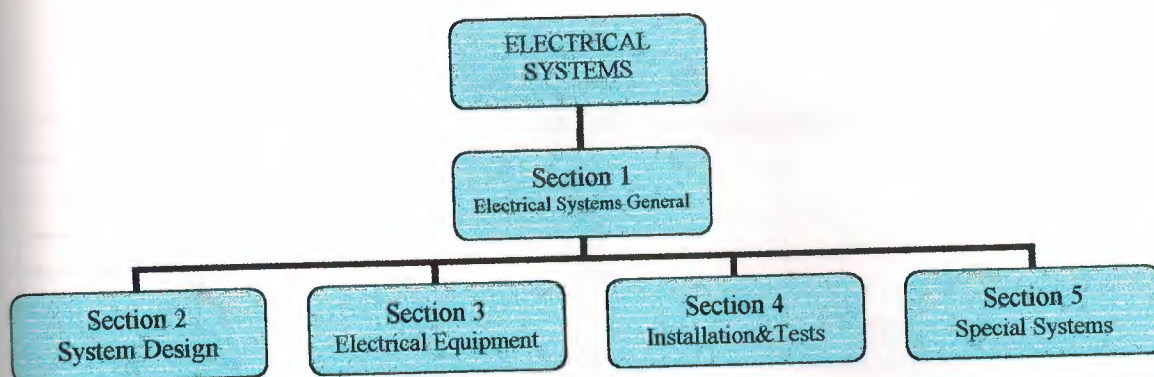 ELECTRICAL
SYSTEMS
Section 1
Electrical Systems General
Section 2
System Design
Section 3
Electrical Equipment
Section 4
Installation&Tests
Section 5
Special Systems